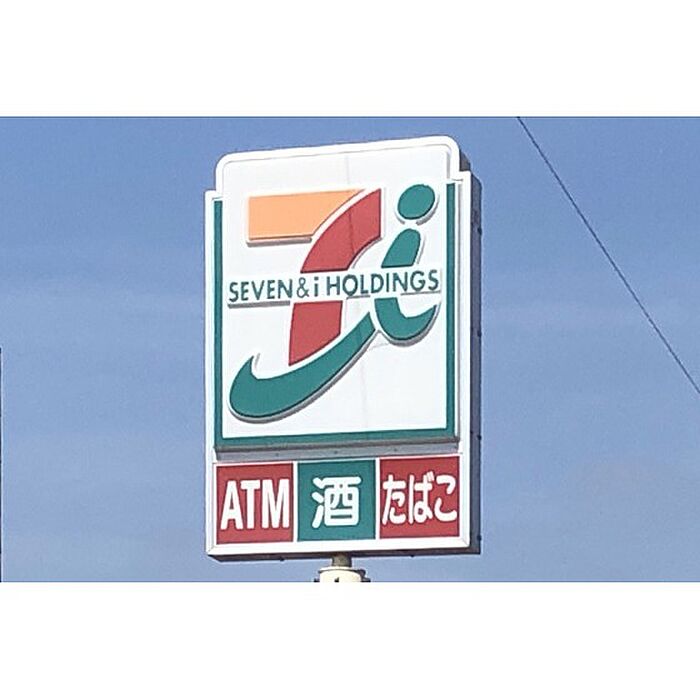 SEVEN & i HOLDINGS
ATM 酒 たばこ